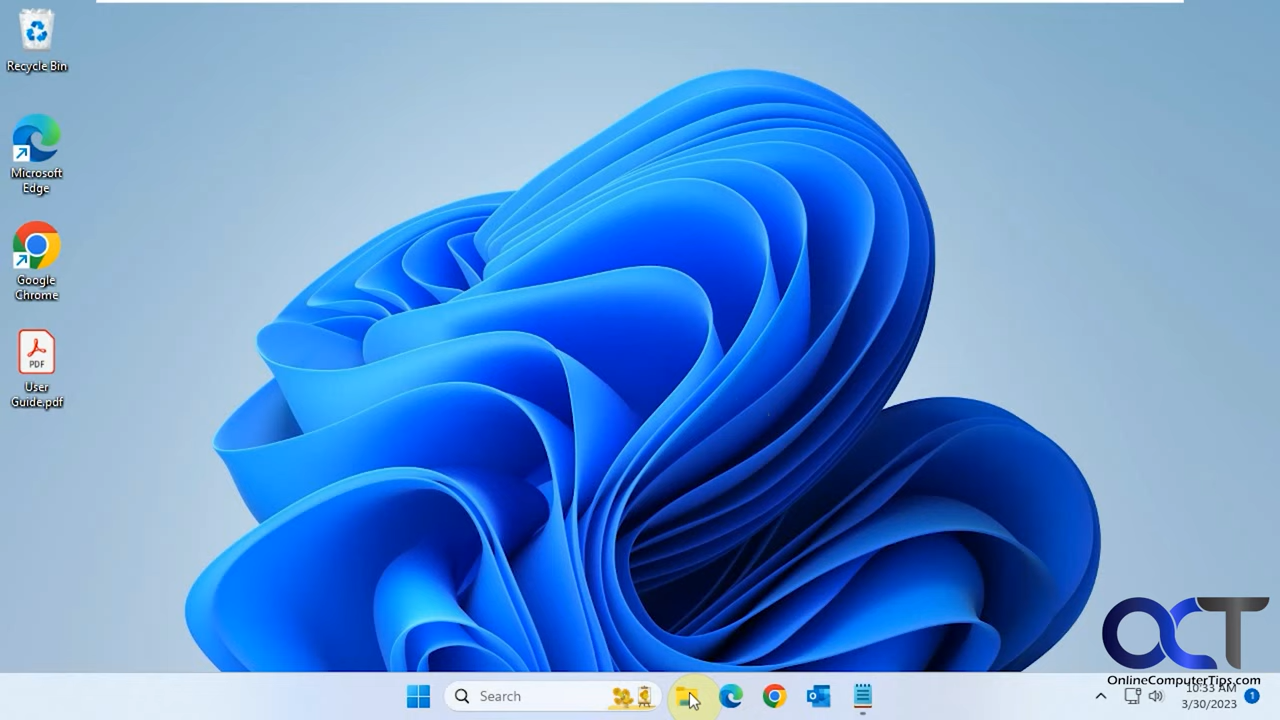 Recycle Bin
Microsoft
Edge
Google
Chrome
PDF
User
Guide.pdf
OCT
OnlineComputerTips.com
Search
10:33 AM
3/30/2023
1